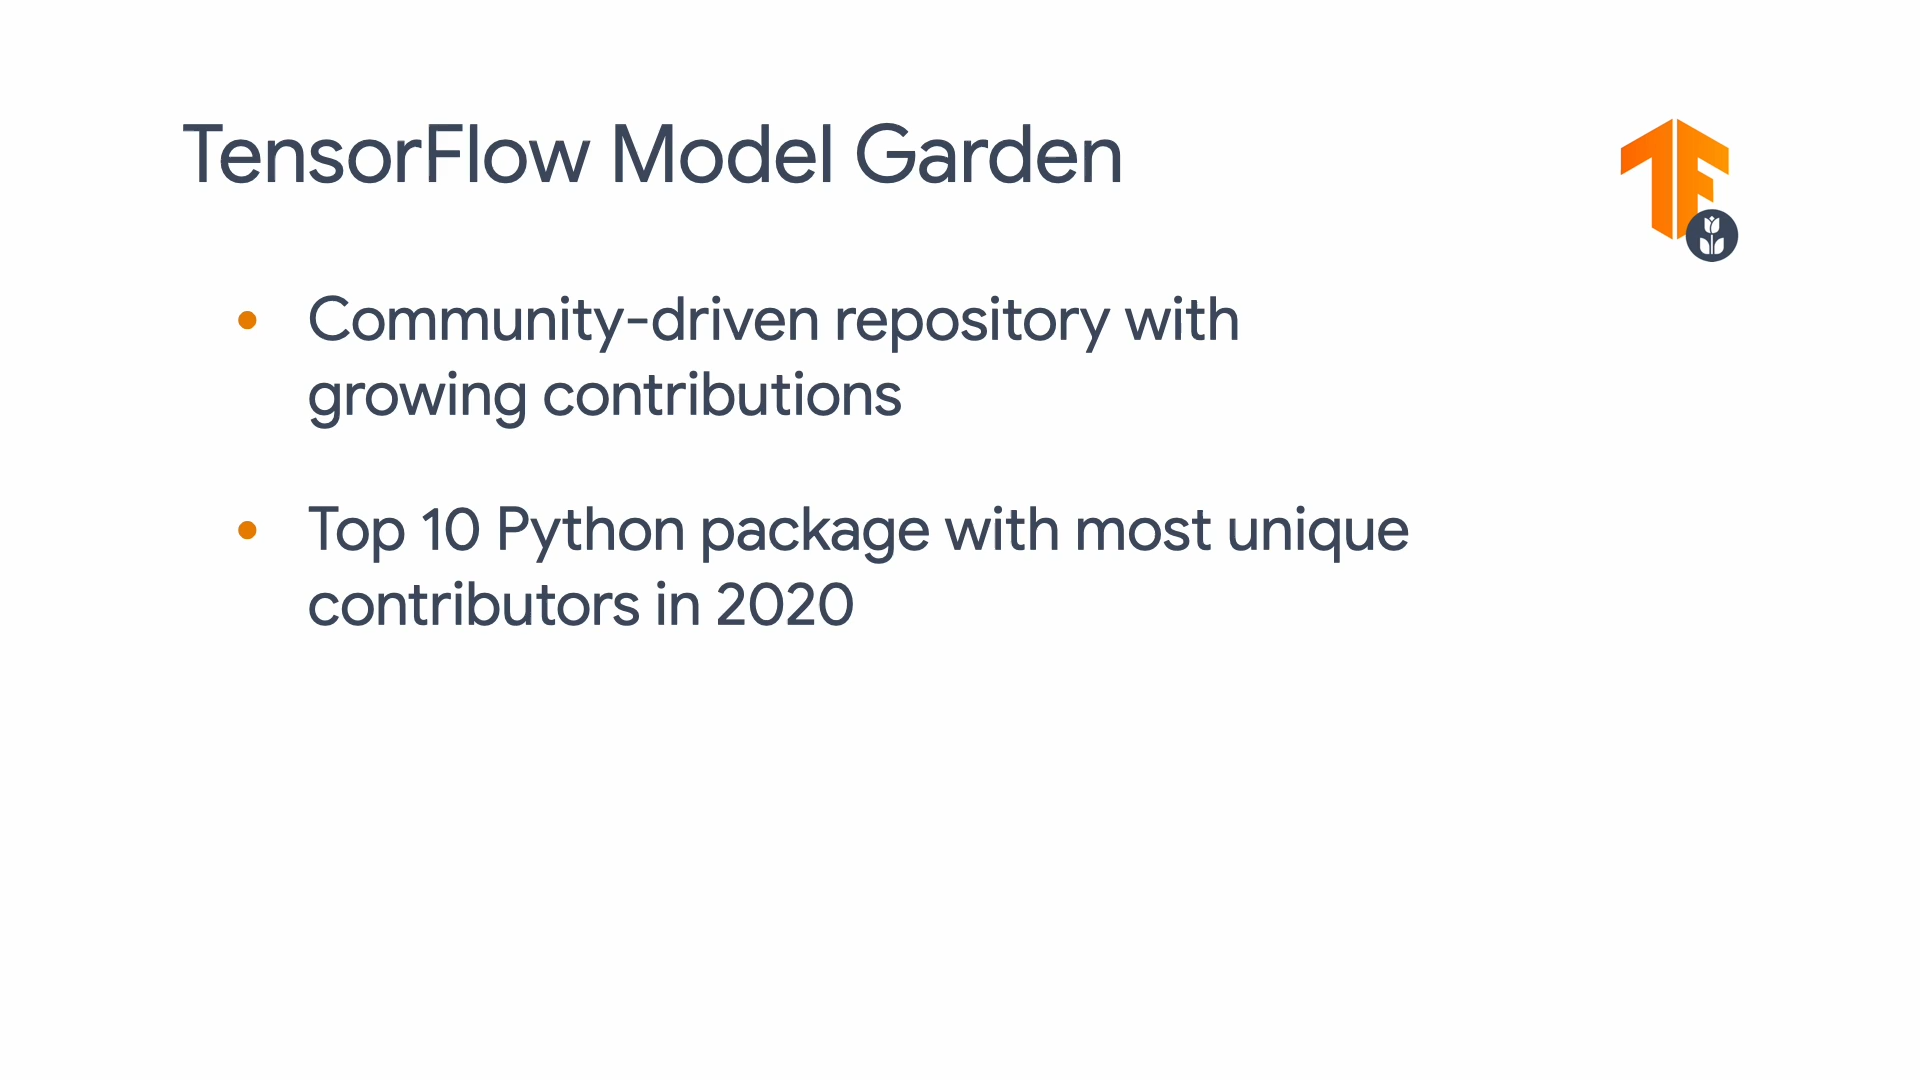 TensorFlow Model Garden
Community-driven repository with
growing contributions
Top 10 Python package with most unique
contributors in 2020